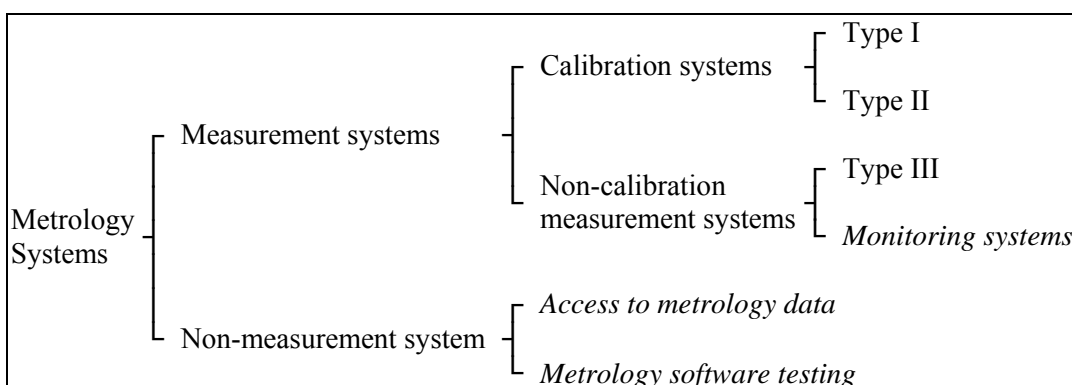 Type I
Calibration systems
Type II
Measurement systems
Type III
Non-calibration
measurement systems
Metrology
Systems
Monitoring systems
Access to metrology data
Non-measurement system
Metrology software testing